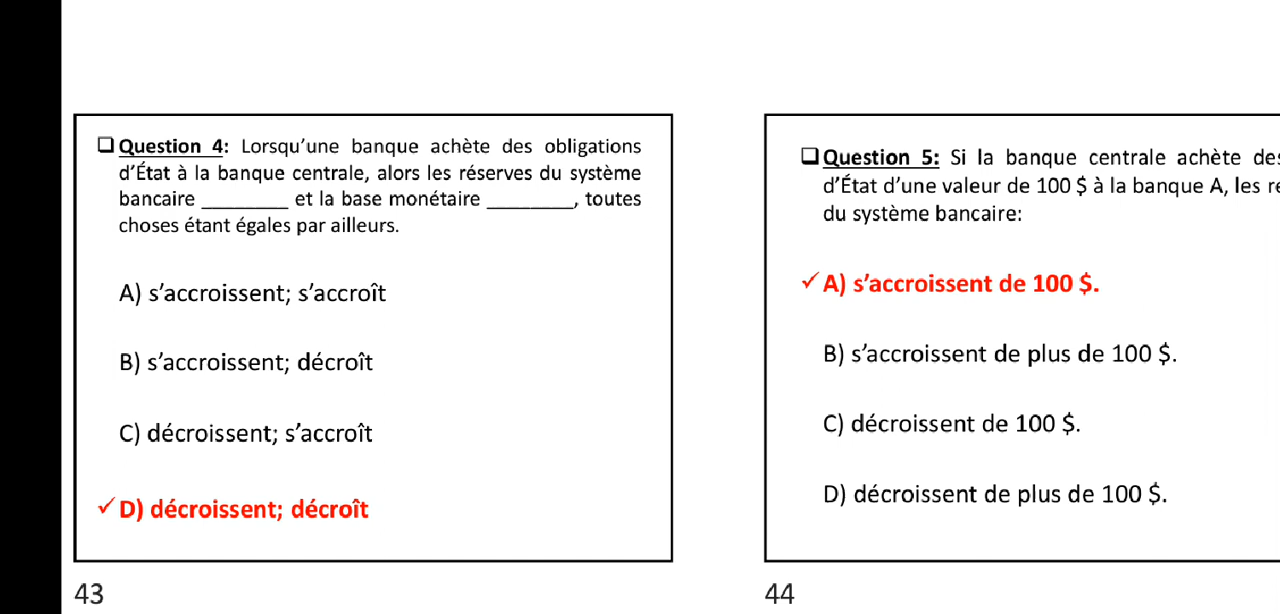 Question 4: Lorsqu'une banque achète des obligations
d'État à la banque centrale, alors les réserves du système
bancaire ________ et la base monétaire ________, toutes
choses étant égales par ailleurs.
A) s'accroissent; s'accroît
B) s'accroissent; décroît
C) décroissent; s'accroît
✓ D) décroissent; décroît
43
Question 5: Si la banque centrale achète des
d'État d'une valeur de 100 $ à la banque A, les
du système bancaire:
✓ A) s'accroissent de 100 $.
B) s'accroissent de plus de 100 $.
C) décroissent de 100 $.
D) décroissent de plus de 100 $.
44